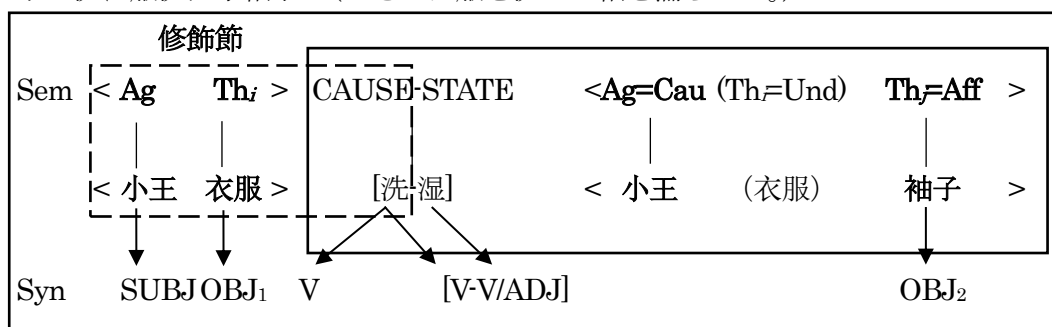 修飾節
Sem < Ag Thi > CAUSE-STATE <Ag=Cau (Thi=Und) Thj=Aff >
< 小王 衣服 > [洗-湿] < 小王 (衣服) 袖子 >
Syn SUBJ OBJ1 V [V-V/ADJ] OBJ2